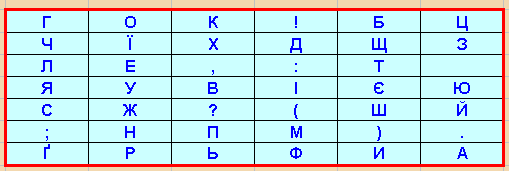 Г О К ! Б Ц
Ч Ї Х Д Щ З
Л Е , : Т
Я У В І Є Ю
С Ж ? ( Ш Й
; Н П М ) .
Ґ Р Ь Ф И А